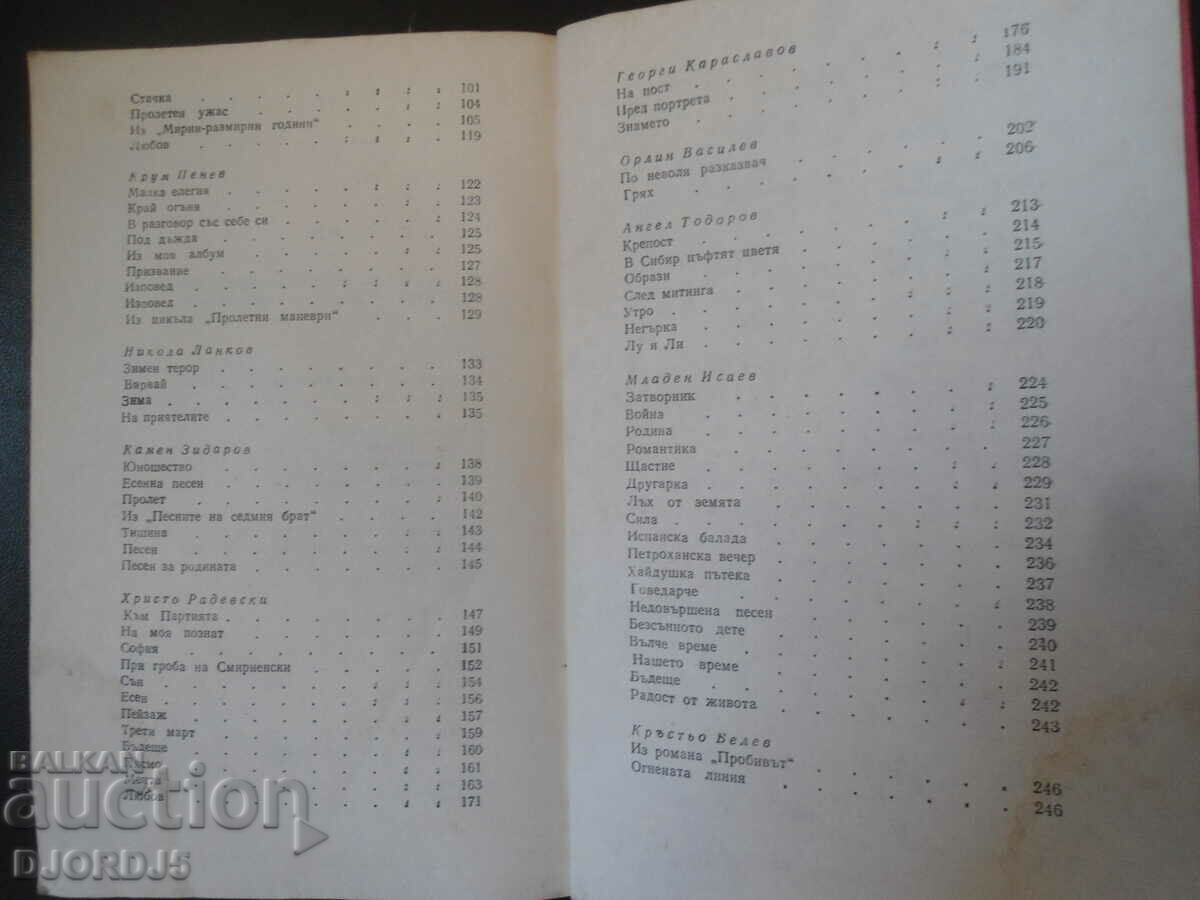 Стачка . . . . . . . . 101
Пролетен ужас . . . . . . 104
Из „Мирни-размирни години“ . . . . 105
Любов . . . . . . . . 119
Крум Пенев
Малка елегия . . . . . . . 122
Край огъня . . . . . . . 123
В разговор със себе си . . . . . 124
Под дъжда . . . . . . . 125
Из моя албум . . . . . . . 125
Призвание . . . . . . . 127
Изповед . . . . . . . . 128
Изповед . . . . . . . . 128
Из цикъла „Пролетни маневри“ . . . 129
Никола Ланков
Зимен терор . . . . . . . 133
Вървай . . . . . . . 134
Зима . . . . . . . . 135
На приятелите . . . . . . 135
Камен Зидаров
Юношество . . . . . . . 138
Есенна песен . . . . . . . 139
Пролет . . . . . . . . 140
Из „Песните на седмия брат“ . . . . 142
Тишина . . . . . . . . 143
Песен . . . . . . . . 144
Песен за родината . . . . . . 145
Христо Радевски
Към Партията . . . . . . . 147
На моя познат . . . . . . 149
София . . . . . . . . 151
При гроба на Смирненски . . . . 152
Сън . . . . . . . . 154
Есен . . . . . . . . 156
Пейзаж . . . . . . . . 157
Трети март . . . . . . . 159
Бъдеще . . . . . . . 160
Писмо . . . . . . . . 161
Мечта . . . . . . . . 163
Любов . . . . . . . . 171
Георги Караславов
На пост . . . . . . . . 176
Пред портрета . . . . . . . 184
Знамето . . . . . . . . 191
Орлин Василев
По неволя разказвач . . . . . 202
Грях . . . . . . . . 206
Ангел Тодоров
Крепост . . . . . . . . 213
В Сибир цъфтят цветя . . . . . 214
Образи . . . . . . . . 215
След митинга . . . . . . . 217
Утро . . . . . . . . 218
Негърка . . . . . . . . 219
Лу и Ли . . . . . . . . 220
Младен Исаев
Затворник . . . . . . . 224
Война . . . . . . . . 225
Родина . . . . . . . . 226
Романтика . . . . . . . 227
Щастие . . . . . . . . 228
Другарка . . . . . . . 229
Лъх от земята . . . . . . 231
Сила . . . . . . . . 232
Испанска балада . . . . . . 234
Петроханска вечер . . . . . . 236
Хайдушка пътека . . . . . . 237
Говедарче . . . . . . . 238
Недовършена песен . . . . . . 239
Безсънното дете . . . . . . 240
Вълче време . . . . . . . 241
Нашето време . . . . . . . 242
Бъдеще . . . . . . . . 242
Радост от живота . . . . . . 243
Кръстьо Белев
Из романа „Пробивът“ . . . . . 246
Огнената линия . . . . . . 246
BALKAN
auction
DJORDJ5